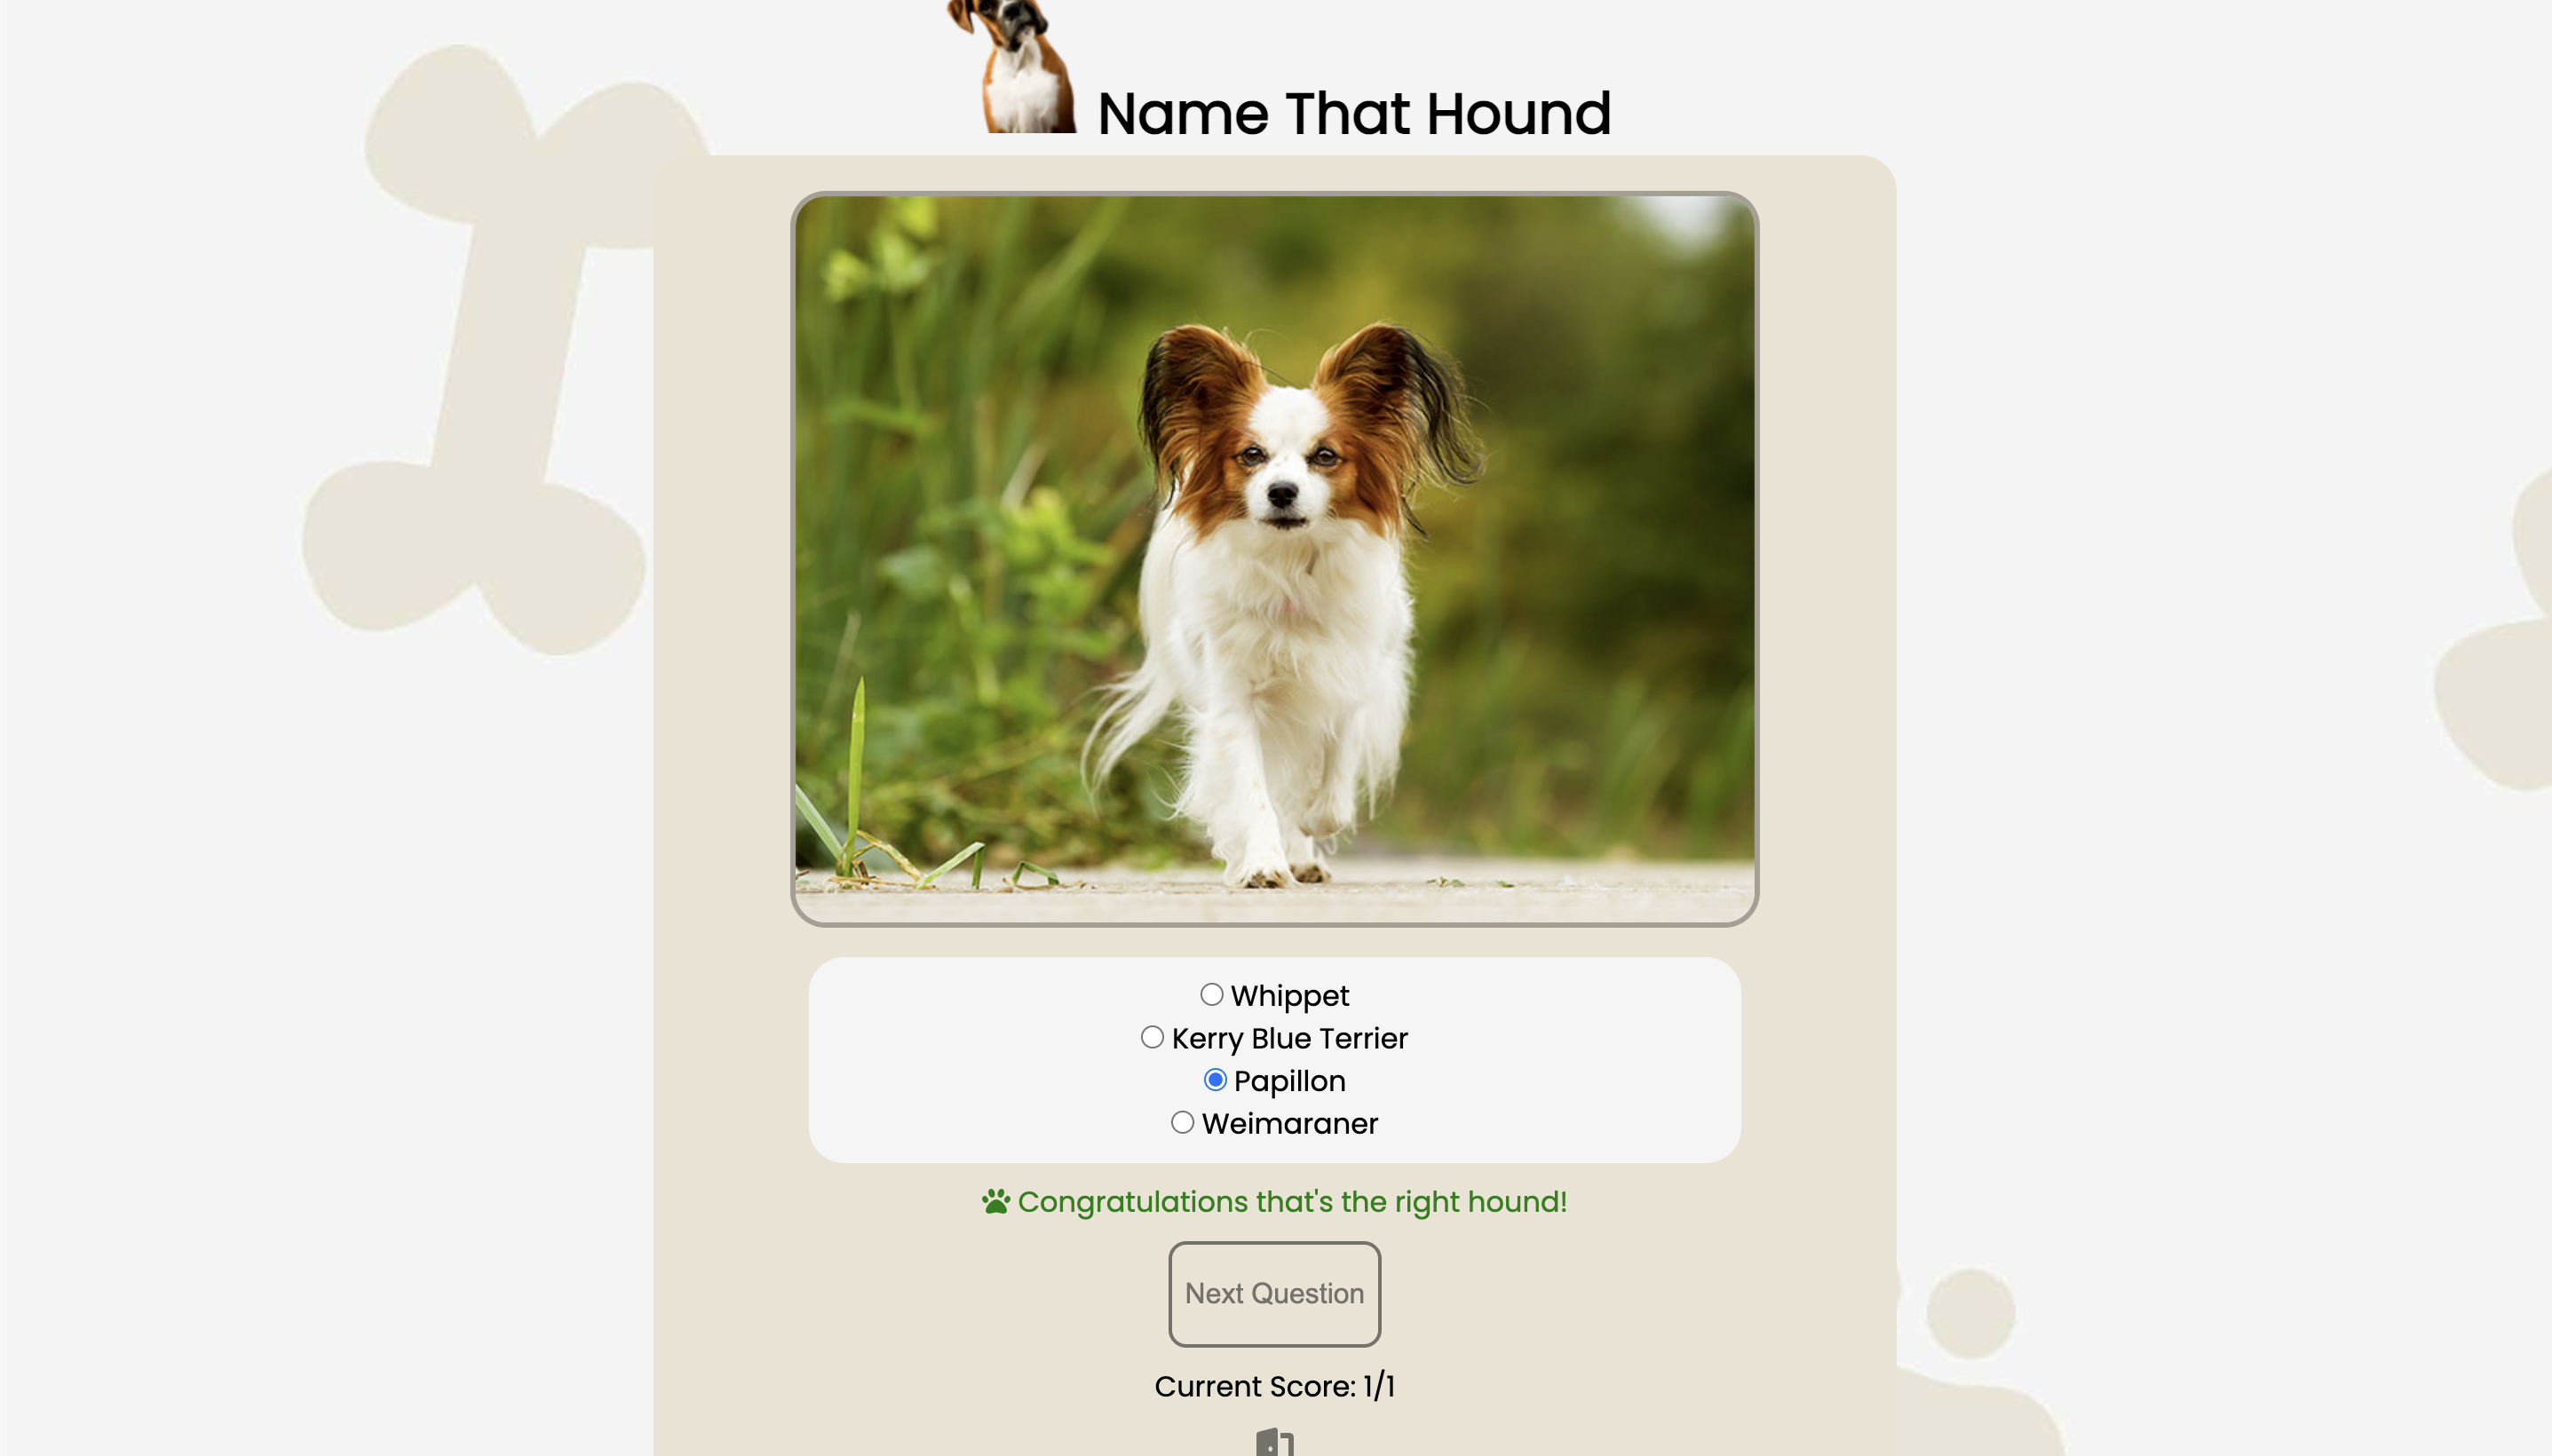 Name That Hound
Whippet
Kerry Blue Terrier
Papillon
Weimaraner
Congratulations that's the right hound!
Next Question
Current Score: 1/1